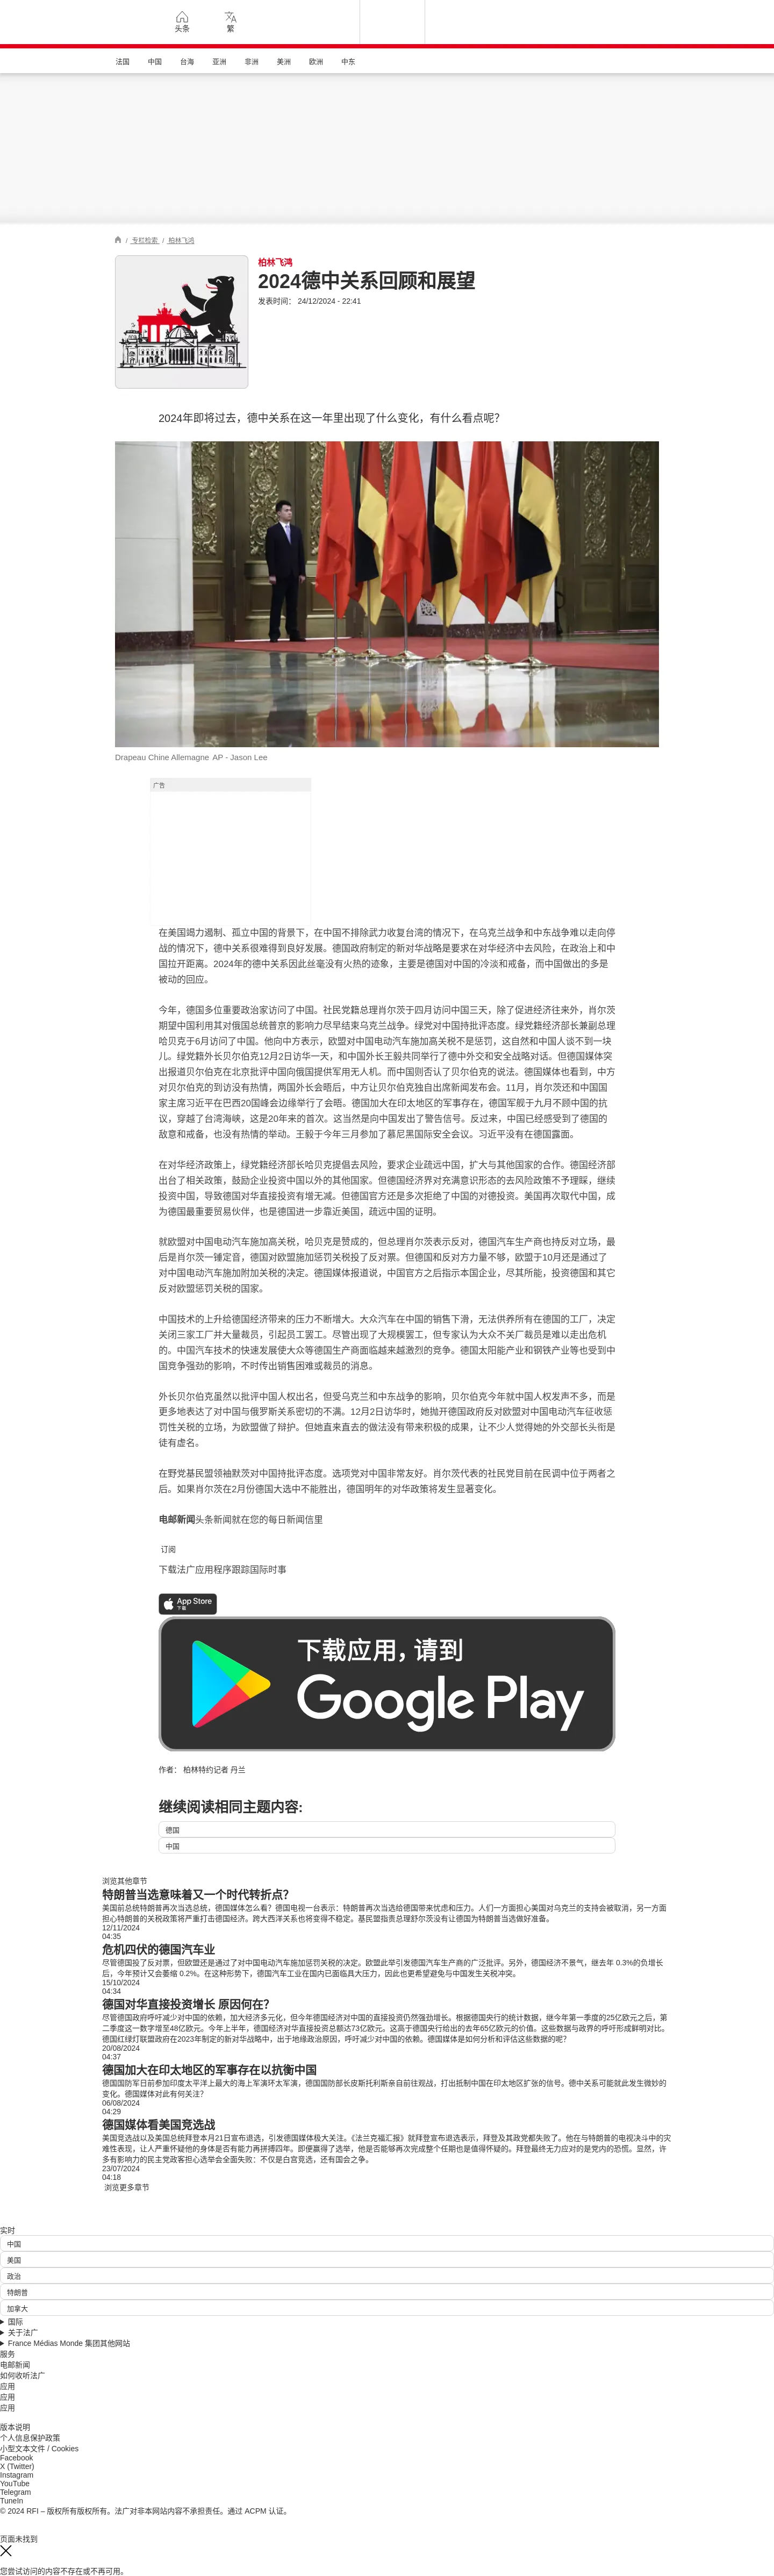 头条
繁
法国
中国
台海
亚洲
非洲
美洲
欧洲
中东
/ 专栏检索 / 柏林飞鸿
柏林飞鸿
2024德中关系回顾和展望
发表时间： 24/12/2024 - 22:41
2024年即将过去，德中关系在这一年里出现了什么变化，有什么看点呢？
Drapeau Chine Allemagne AP - Jason Lee
广告
在美国竭力遏制、孤立中国的背景下，在中国不排除武力收复台湾的情况下，在乌克兰战争和中东战争难以走向停
战的情况下，德中关系很难得到良好发展。德国政府制定的新对华战略是要求在对华经济中去风险，在政治上和中
国拉开距离。2024年的德中关系因此丝毫没有火热的迹象，主要是德国对中国的冷淡和戒备，而中国做出的多是
被动的回应。
今年，德国多位重要政治家访问了中国。社民党籍总理肖尔茨于四月访问中国三天，除了促进经济往来外，肖尔茨
期望中国利用其对俄国总统普京的影响力尽早结束乌克兰战争。绿党对中国持批评态度。绿党籍经济部长兼副总理
哈贝克于6月访问了中国。他向中方表示，欧盟对中国电动汽车施加高关税不是惩罚，这自然和中国人谈不到一块
儿。绿党籍外长贝尔伯克12月2日访华一天，和中国外长王毅共同举行了德中外交和安全战略对话。但德国媒体突
出报道贝尔伯克在北京批评中国向俄国提供军用无人机。而中国则否认了贝尔伯克的说法。德国媒体也看到，中方
对贝尔伯克的到访没有热情，两国外长会晤后，中方让贝尔伯克独自出席新闻发布会。11月，肖尔茨还和中国国
家主席习近平在巴西20国峰会边缘举行了会晤。德国加大在印太地区的军事存在，德国军舰于九月不顾中国的抗
议，穿越了台湾海峡，这是20年来的首次。这当然是向中国发出了警告信号。反过来，中国已经感受到了德国的
敌意和戒备，也没有热情的举动。王毅于今年三月参加了慕尼黑国际安全会议。习近平没有在德国露面。
在对华经济政策上，绿党籍经济部长哈贝克提倡去风险，要求企业疏远中国，扩大与其他国家的合作。德国经济部
出台了相关政策，鼓励企业投资中国以外的其他国家。但德国经济界对充满意识形态的去风险政策不予理睬，继续
投资中国，导致德国对华直接投资有增无减。但德国官方还是多次拒绝了中国的对德投资。美国再次取代中国，成
为德国最重要贸易伙伴，也是德国进一步靠近美国，疏远中国的证明。
就欧盟对中国电动汽车施加高关税，哈贝克是赞成的，但总理肖尔茨表示反对，德国汽车生产商也持反对立场，最
后是肖尔茨一锤定音，德国对欧盟施加惩罚关税投了反对票。但德国和反对方力量不够，欧盟于10月还是通过了
对中国电动汽车施加附加关税的决定。德国媒体报道说，中国官方之后指示本国企业，尽其所能，投资德国和其它
反对欧盟惩罚关税的国家。
中国技术的上升给德国经济带来的压力不断增大。大众汽车在中国的销售下滑，无法供养所有在德国的工厂，决定
关闭三家工厂并大量裁员，引起员工罢工。尽管出现了大规模罢工，但专家认为大众不关厂裁员是难以走出危机
的。中国汽车技术的快速发展使大众等德国生产商面临越来越激烈的竞争。德国太阳能产业和钢铁产业等也受到中
国竞争强劲的影响，不时传出销售困难或裁员的消息。
外长贝尔伯克虽然以批评中国人权出名，但受乌克兰和中东战争的影响，贝尔伯克今年就中国人权发声不多，而是
更多地表达了对中国与俄罗斯关系密切的不满。12月2日访华时，她抛开德国政府反对欧盟对中国电动汽车征收惩
罚性关税的立场，为欧盟做了辩护。但她直来直去的做法没有带来积极的成果，让不少人觉得她的外交部长头衔是
徒有虚名。
在野党基民盟领袖默茨对中国持批评态度。选项党对中国非常友好。肖尔茨代表的社民党目前在民调中位于两者之
后。如果肖尔茨在2月份德国大选中不能胜出，德国明年的对华政策将发生显著变化。
电邮新闻头条新闻就在您的每日新闻信里
订阅
下载法广应用程序跟踪国际时事
App Store
下载
下载应用，请到
Google Play
作者： 柏林特约记者 丹兰
继续阅读相同主题内容:
德国
中国
浏览其他章节
特朗普当选意味着又一个时代转折点?
美国前总统特朗普再次当选总统，德国媒体怎么看？德国电视一台表示：特朗普再次当选给德国带来忧虑和压力。人们一方面担心美国对乌克兰的支持会被取消，另一方面
担心特朗普的关税政策将严重打击德国经济。跨大西洋关系也将变得不稳定。基民盟指责总理舒尔茨没有让德国为特朗普当选做好准备。
12/11/2024
04:35
危机四伏的德国汽车业
尽管德国投了反对票，但欧盟还是通过了对中国电动汽车施加惩罚关税的决定。欧盟此举引发德国汽车生产商的广泛批评。另外，德国经济不景气，继去年 0.3%的负增长
后，今年预计又会萎缩 0.2%。在这种形势下，德国汽车工业在国内已面临具大压力，因此也更希望避免与中国发生关税冲突。
15/10/2024
04:34
德国对华直接投资增长 原因何在?
尽管德国政府呼吁减少对中国的依赖，加大经济多元化，但今年德国经济对中国的直接投资仍然强劲增长。根据德国央行的统计数据，继今年第一季度的25亿欧元之后，第
二季度这一数字增至48亿欧元。今年上半年，德国经济对华直接投资总额达73亿欧元。这高于德国央行给出的去年65亿欧元的价值。这些数据与政界的呼吁形成鲜明对比。
德国红绿灯联盟政府在2023年制定的新对华战略中，出于地缘政治原因，呼吁减少对中国的依赖。德国媒体是如何分析和评估这些数据的呢?
20/08/2024
04:37
德国加大在印太地区的军事存在以抗衡中国
德国国防军日前参加印度太平洋上最大的海上军演环太军演，德国国防部长皮斯托利斯亲自前往观战，打出抵制中国在印太地区扩张的信号。德中关系可能就此发生微妙的
变化。德国媒体对此有何关注？
06/08/2024
04:29
德国媒体看美国竞选战
美国竞选战以及美国总统拜登本月21日宣布退选，引发德国媒体极大关注。《法兰克福汇报》就拜登宣布退选表示，拜登及其政党都失败了。他在与特朗普的电视决斗中的灾
难性表现，让人严重怀疑他的身体是否有能力再拼搏四年。即便赢得了选举，他是否能够再次完成整个任期也是值得怀疑的。拜登最终无力应对的是党内的恐慌。显然，许
多有影响力的民主党政客担心选举会全面失败：不仅是白宫竞选，还有国会之争。
23/07/2024
04:18
浏览更多章节
实时
中国
美国
政治
特朗普
加拿大
国际
关于法广
France Médias Monde 集团其他网站
服务
电邮新闻
如何收听法广
应用
应用
应用
版本说明
个人信息保护政策
小型文本文件 / Cookies
Facebook
X (Twitter)
Instagram
YouTube
Telegram
TuneIn
© 2024 RFI – 版权所有版权所有。法广对非本网站内容不承担责任。通过 ACPM 认证。
页面未找到
您尝试访问的内容不存在或不再可用。